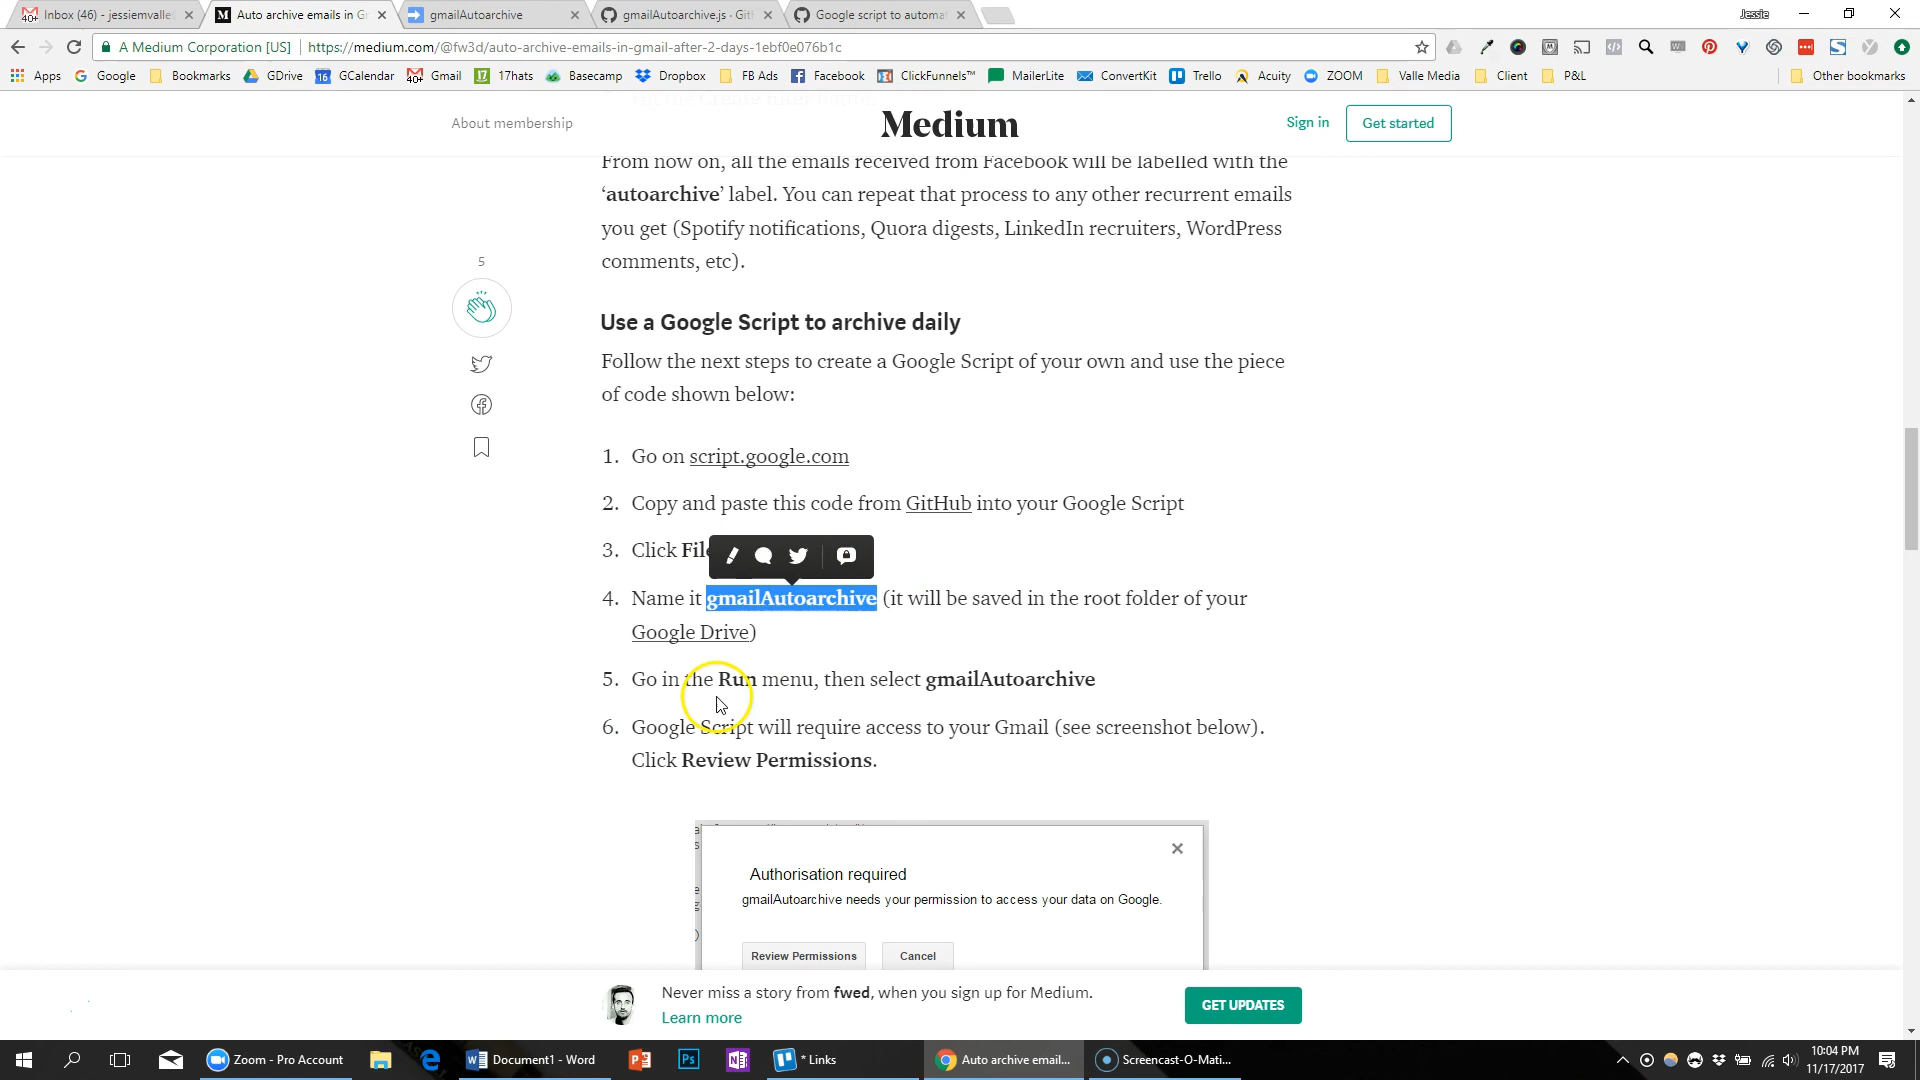 Inbox (46) - jessiemvalle
Auto archive emails in G
gmailAutoarchive
gmailAutoarchive.js · Git
Google script to automa
Jessie
A Medium Corporation [US]
https://medium.com/@fw3d/auto-archive-emails-in-gmail-after-2-days-1ebf0e076b1c
Apps
Google
Bookmarks
GDrive
GCalendar
Gmail
17hats
Basecamp
Dropbox
FB Ads
Facebook
ClickFunnels™
MailerLite
ConvertKit
Trello
Acuity
ZOOM
Valle Media
Client
P&L
Other bookmarks
About membership
Medium
Sign in
Get started
From now on, all the emails received from Facebook will be labelled with the
‘autoarchive’ label. You can repeat that process to any other recurrent emails
you get (Spotify notifications, Quora digests, LinkedIn recruiters, WordPress
comments, etc).
5
Use a Google Script to archive daily
Follow the next steps to create a Google Script of your own and use the piece
of code shown below:
1. Go on script.google.com
2. Copy and paste this code from GitHub into your Google Script
3. Click File
4. Name it gmailAutoarchive (it will be saved in the root folder of your
Google Drive)
5. Go in the Run menu, then select gmailAutoarchive
6. Google Script will require access to your Gmail (see screenshot below).
Click Review Permissions.
Authorisation required
gmailAutoarchive needs your permission to access your data on Google.
Review Permissions
Cancel
Never miss a story from fwed, when you sign up for Medium.
Learn more
GET UPDATES
Zoom - Pro Account
Document1 - Word
* Links
Auto archive email...
Screencast-O-Mati...
10:04 PM
11/17/2017